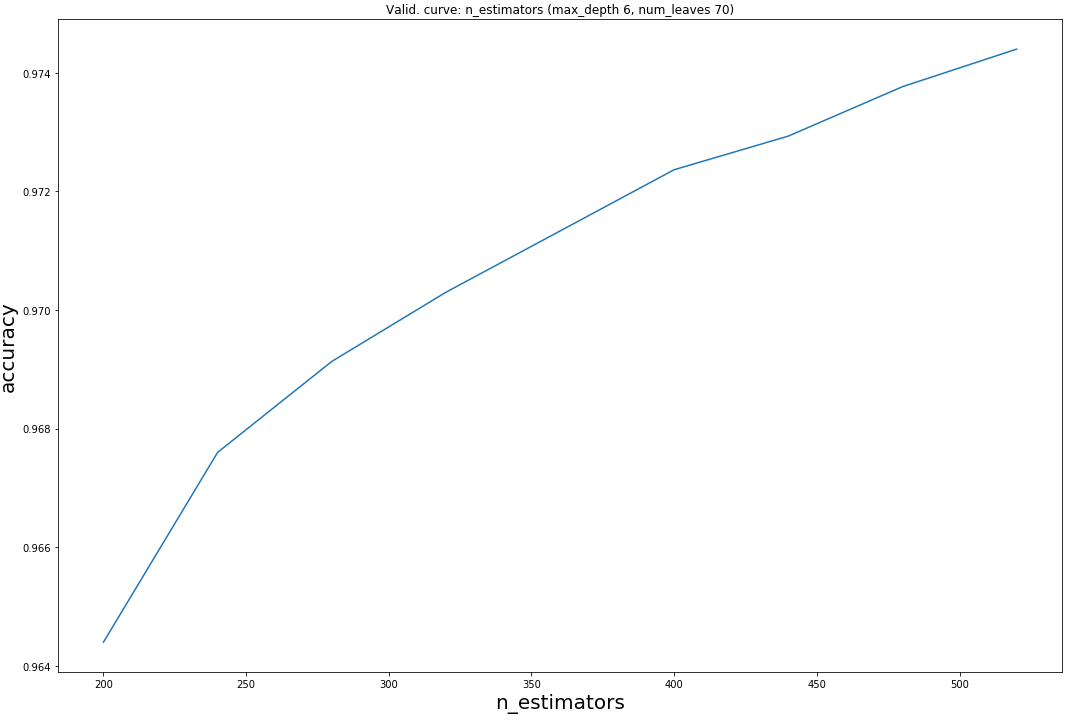 Valid. curve: n_estimators (max_depth 6, num_leaves 70)
accuracy
0.974
0.972
0.970
0.968
0.966
0.964
200 250 300 350 400 450 500
n_estimators